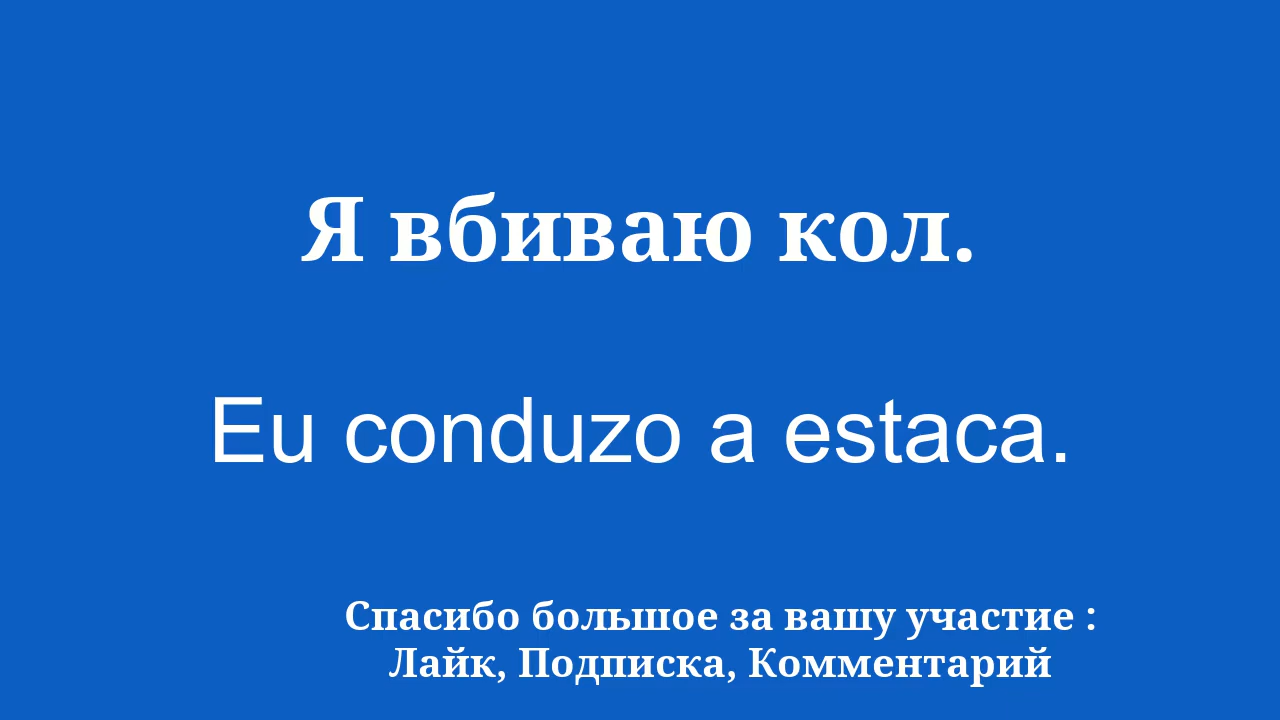 Я вбиваю кол.
Eu conduzo a estaca.
Спасибо большое за вашу участие :
Лайк, Подписка, Комментарий